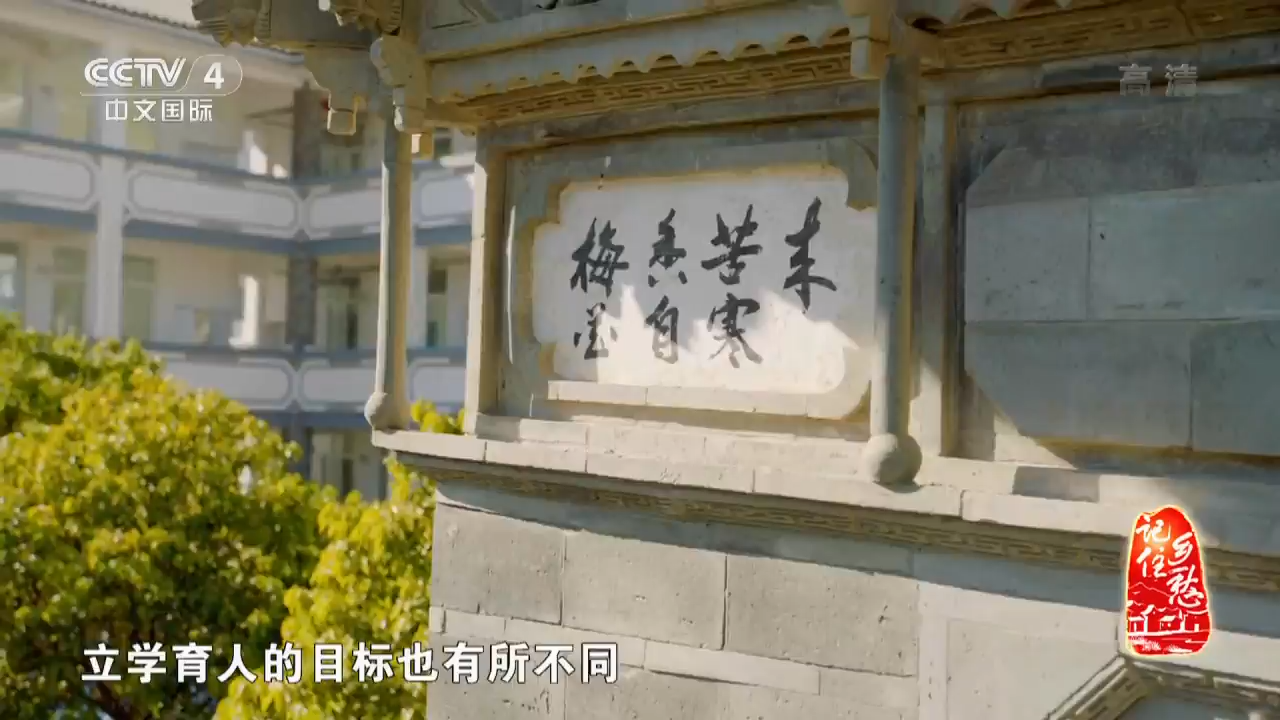 CCTV 4
中文国际
高清
梅
香自
苦寒
来
记住
乡愁
立学育人的目标也有所不同